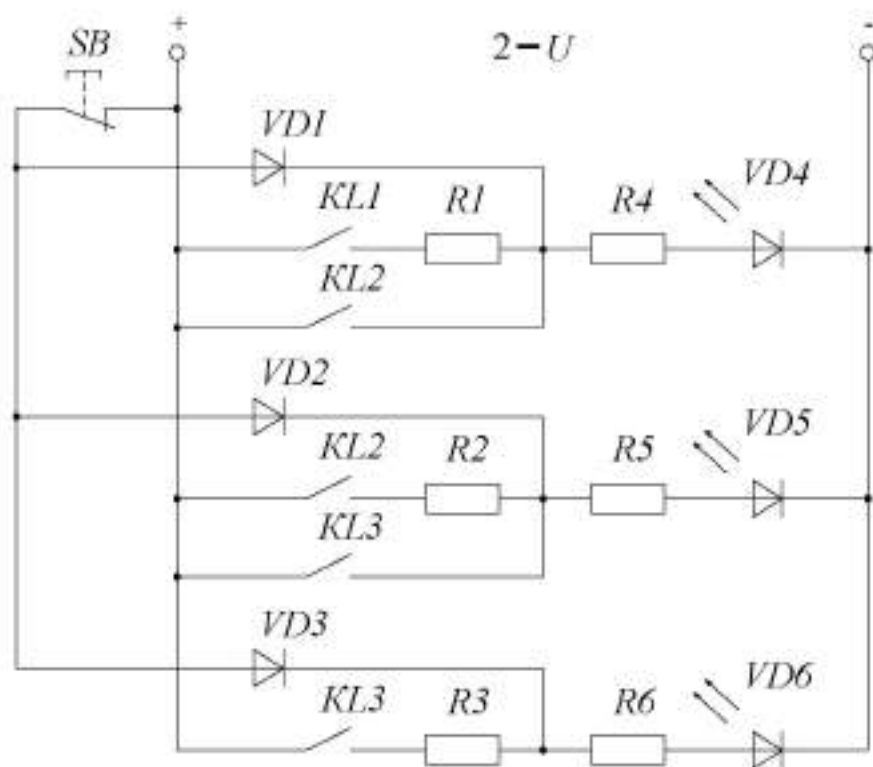 +
2−U
-
SB
VD1
KL1
R1
R4
VD4
KL2
VD2
KL2
R2
R5
VD5
KL3
VD3
KL3
R3
R6
VD6